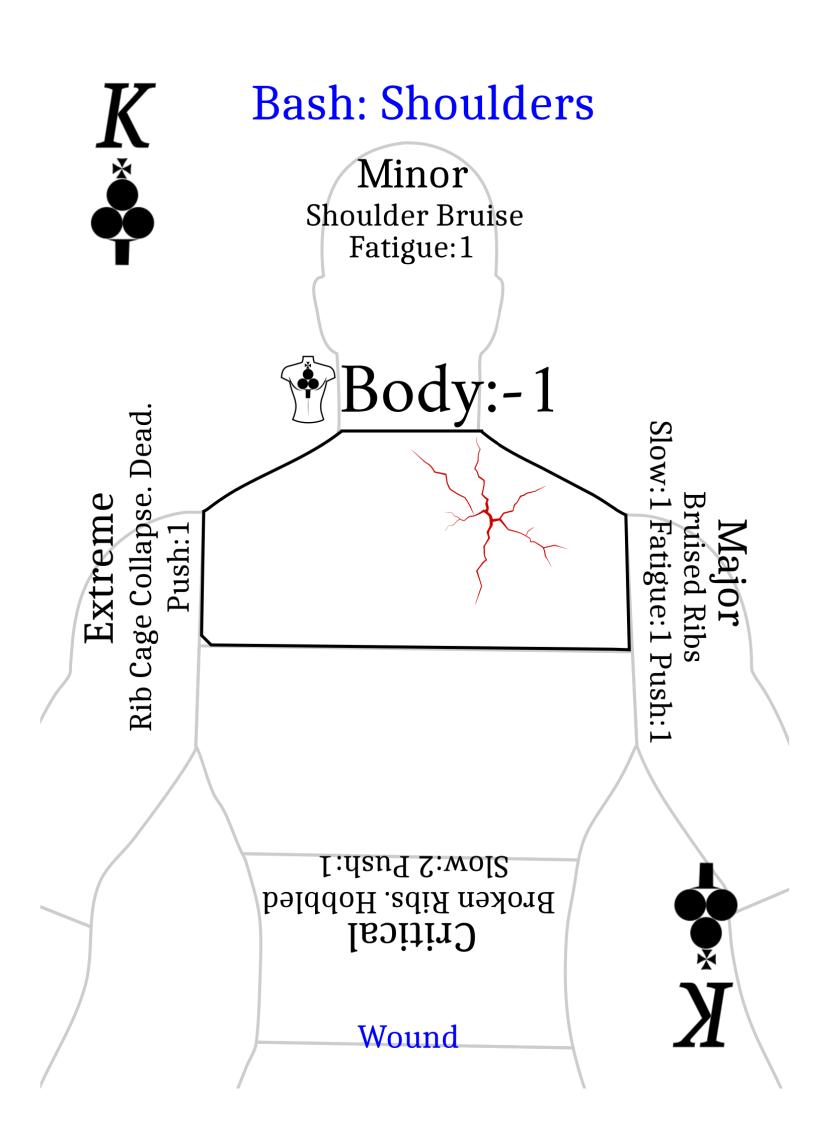 K
Bash: Shoulders
Minor
Shoulder Bruise
Fatigue:1
Body:-1
Extreme
Rib Cage Collapse. Dead.
Push:1
Major
Bruised Ribs
Slow:1 Fatigue:1 Push:1
Critical
Broken Ribs. Hobbled
Slow:2 Push:1
Wound
K